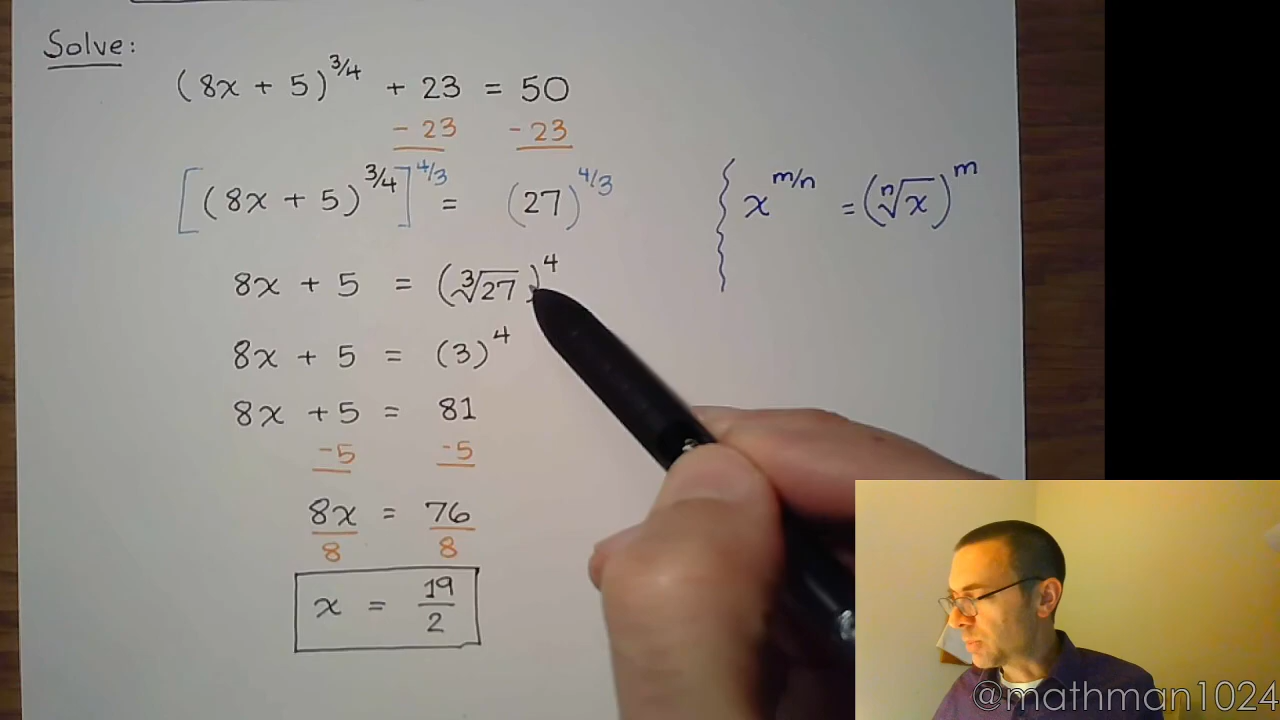 Solve:
(8x + 5)^3/4 + 23 = 50
- 23 - 23
[(8x + 5)^3/4]^4/3 = (27)^4/3
x^m/n = (ⁿ√x)^m
8x + 5 = (³√27)^4
8x + 5 = (3)^4
8x + 5 = 81
-5 -5
8x = 76
8 8
x = 19/2
@mathman1024